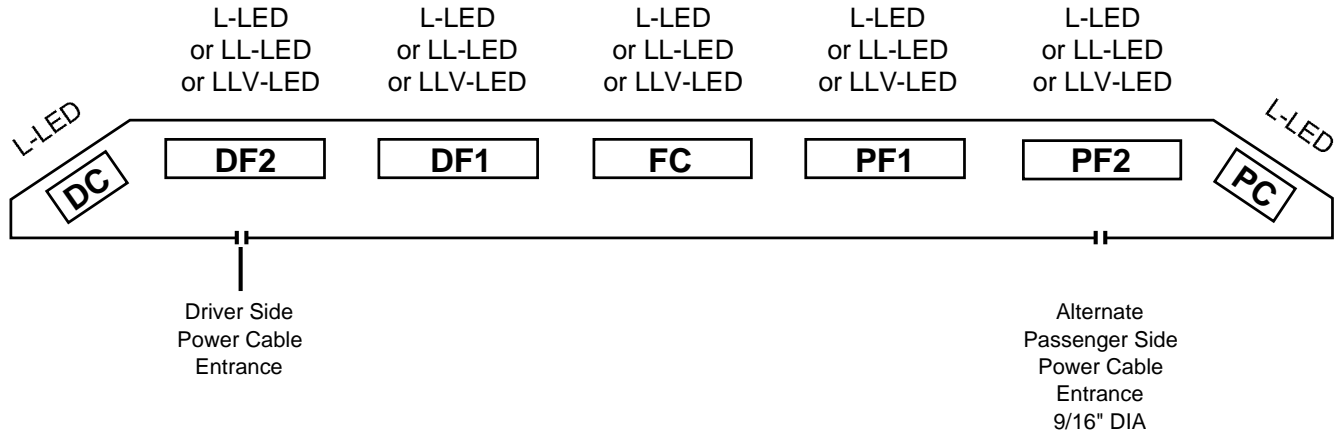 L-LED
or LL-LED
or LLV-LED
L-LED
or LL-LED
or LLV-LED
L-LED
or LL-LED
or LLV-LED
L-LED
or LL-LED
or LLV-LED
L-LED
or LL-LED
or LLV-LED
L-LED
L-LED
DC
DF2
DF1
FC
PF1
PF2
PC
Driver Side
Power Cable
Entrance
Alternate
Passenger Side
Power Cable
Entrance
9/16" DIA